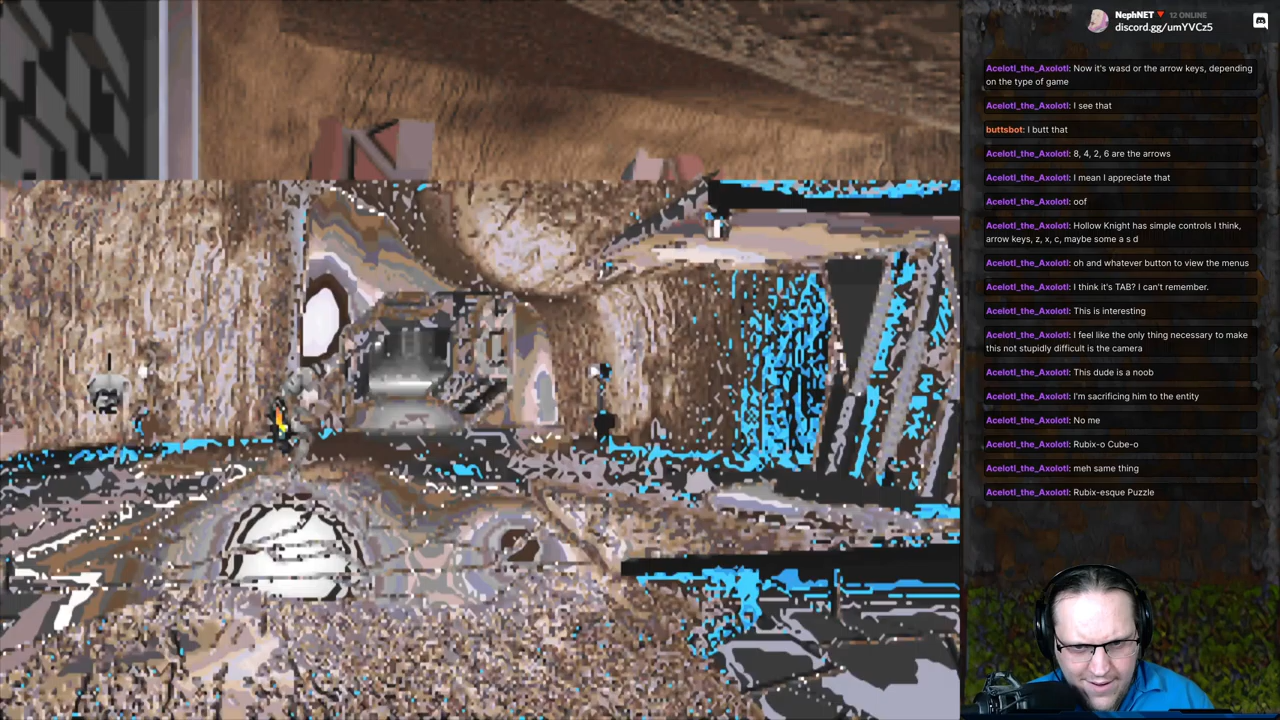 NephNET 12 ONLINE
discord.gg/umYVCz5
Acelotl_the_Axolotl: Now it's wasd or the arrow keys, depending
on the type of game
Acelotl_the_Axolotl: I see that
buttsbot: I butt that
Acelotl_the_Axolotl: 8, 4, 2, 6 are the arrows
Acelotl_the_Axolotl: I mean I appreciate that
Acelotl_the_Axolotl: oof
Acelotl_the_Axolotl: Hollow Knight has simple controls I think,
arrow keys, z, x, c, maybe some a s d
Acelotl_the_Axolotl: oh and whatever button to view the menus
Acelotl_the_Axolotl: I think it's TAB? I can't remember.
Acelotl_the_Axolotl: This is interesting
Acelotl_the_Axolotl: I feel like the only thing necessary to make
this not stupidly difficult is the camera
Acelotl_the_Axolotl: This dude is a noob
Acelotl_the_Axolotl: I'm sacrificing him to the entity
Acelotl_the_Axolotl: No me
Acelotl_the_Axolotl: Rubix-o Cube-o
Acelotl_the_Axolotl: meh same thing
Acelotl_the_Axolotl: Rubix-esque Puzzle